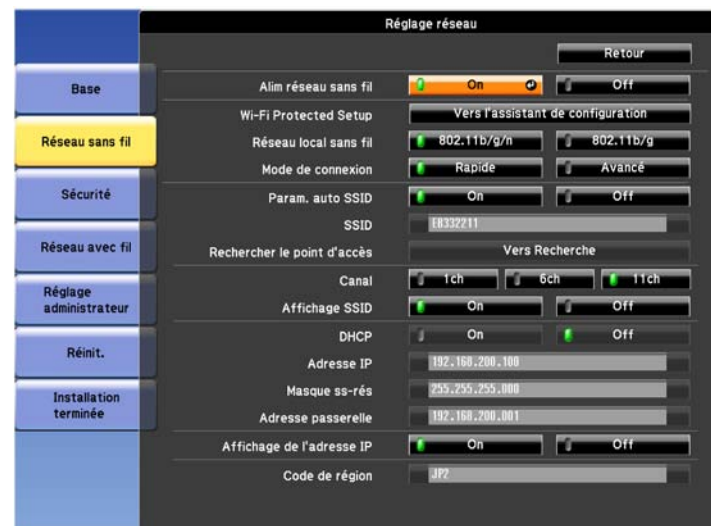 Réglage réseau
Retour
Base
Alim réseau sans fil On Off
Wi-Fi Protected Setup Vers l'assistant de configuration
Réseau sans fil
Réseau local sans fil 802.11b/g/n 802.11b/g
Mode de connexion Rapide Avancé
Sécurité
Param. auto SSID On Off
SSID EB332211
Réseau avec fil
Rechercher le point d'accès Vers Recherche
Canal 1ch 6ch 11ch
Réglage
administrateur
Affichage SSID On Off
DHCP On Off
Réinit.
Adresse IP 192.168.200.100
Masque ss-rés 255.255.255.000
Installation
terminée
Adresse passerelle 192.168.200.001
Affichage de l'adresse IP On Off
Code de région JP2